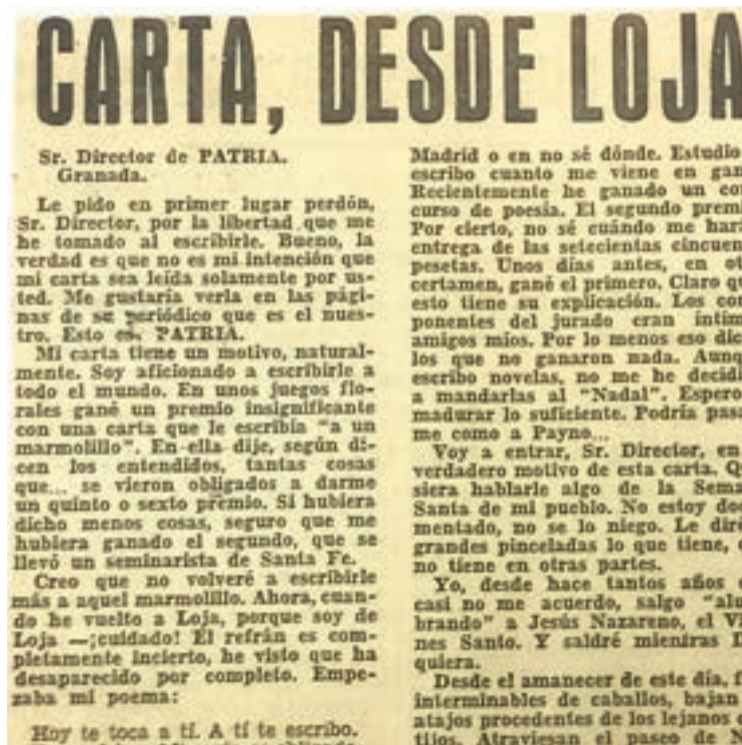 CARTA, DESDE LOJA
Sr. Director de PATRIA.
Granada.
Le pido en primer lugar perdón,
Sr. Director, por la libertad que me
he tomado al escribirle. Bueno, la
verdad es que no es mi intención que
mi carta sea leída solamente por us-
ted. Me gustaría verla en las pági-
nas de su periódico que es el nues-
tro. Esto es, PATRIA.
Mi carta tiene un motivo, natural-
mente. Soy aficionado a escribirle a
todo el mundo. En unos juegos flo-
rales gané un premio insignificante
con una carta que le escribía "a un
marmolillo". En ella dije, según di-
cen los entendidos, tantas cosas
que... se vieron obligados a darme
un quinto o sexto premio. Si hubiera
dicho menos cosas, seguro que me
hubiera ganado el segundo, que se
llevó un seminarista de Santa Fe.
Creo que no volveré a escribirle
más a aquel marmolillo. Ahora, cuan-
do he vuelto a Loja, porque soy de
Loja —¡cuidado! El refrán es com-
pletamente incierto, he visto que ha
desaparecido por completo. Empe-
zaba mi poema:
Hoy te toca a tí. A tí te escribo.
Madrid o en no sé dónde. Estudio
escribo cuanto me viene en gan
Recientemente he ganado un con
curso de poesía. El segundo premi
Por cierto, no sé cuándo me hará
entrega de las setecientas cincuen
pesetas. Unos días antes, en ot
certamen, gané el primero. Claro qu
esto tiene su explicación. Los com
ponentes del jurado eran íntim
amigos míos. Por lo menos eso dic
los que no ganaron nada. Aunq
escribo novelas, no me he decidi
a mandarlas al "Nadal". Espero
madurar lo suficiente. Podría pasa
me como a Payno...
Voy a entrar, Sr. Director, en
verdadero motivo de esta carta. Qu
siera hablarle algo de la Sema
Santa de mi pueblo. No estoy doc
mentado, no se lo niego. Le diré
grandes pinceladas lo que tiene,
no tiene en otras partes.
Yo, desde hace tantos años
casi no me acuerdo, salgo "alu
brando" a Jesús Nazareno, el Vi
nes Santo. Y saldré mientras D
quiera.
Desde el amanecer de este día, f
interminables de caballos, bajan
atajos procedentes de los lejanos c
tijos. Atraviesan el paseo de N